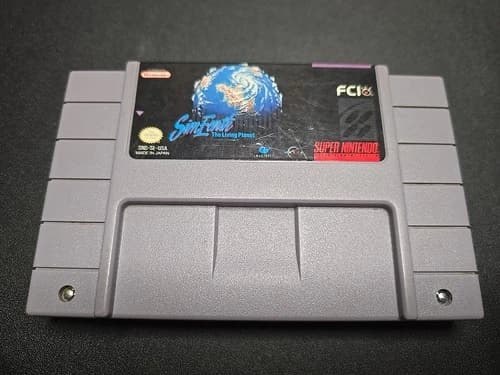 Nintendo
FCI
SimEarth
The Living Planet
SNS-SE-USA
MADE IN JAPAN
SUPER NINTENDO